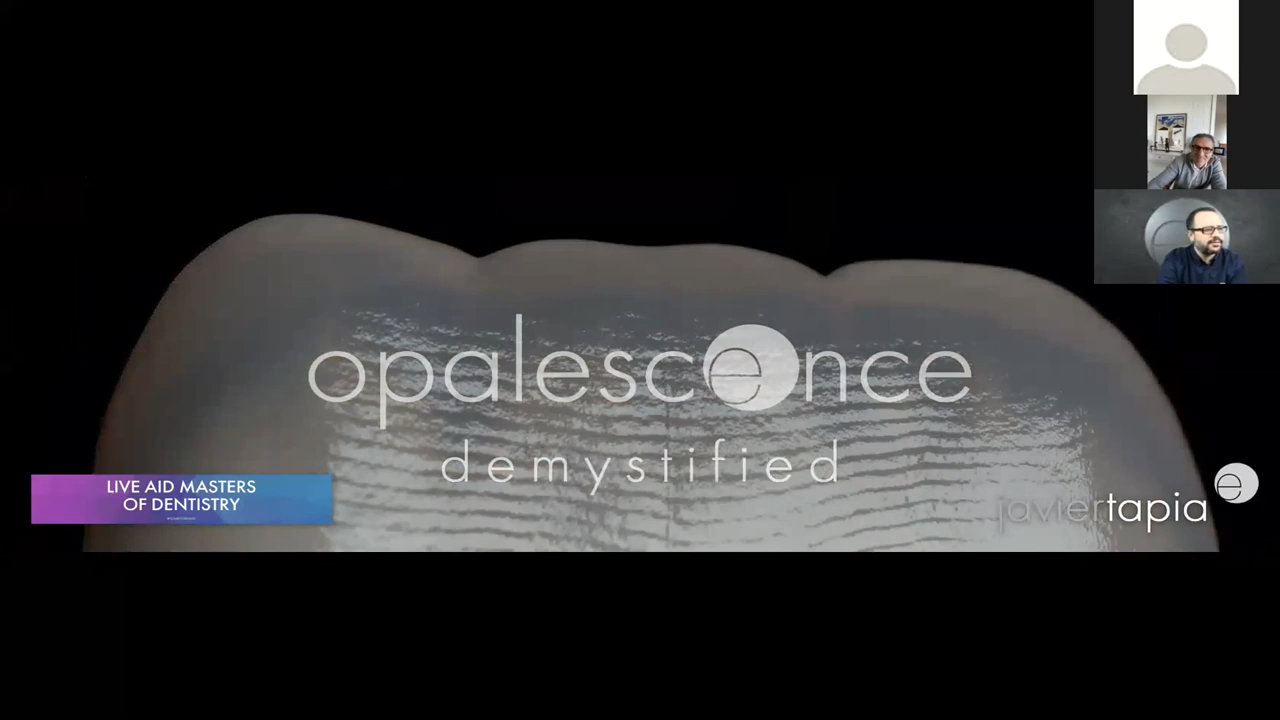 opalescence
demystified
LIVE AID MASTERS
OF DENTISTRY
javiertapia
e